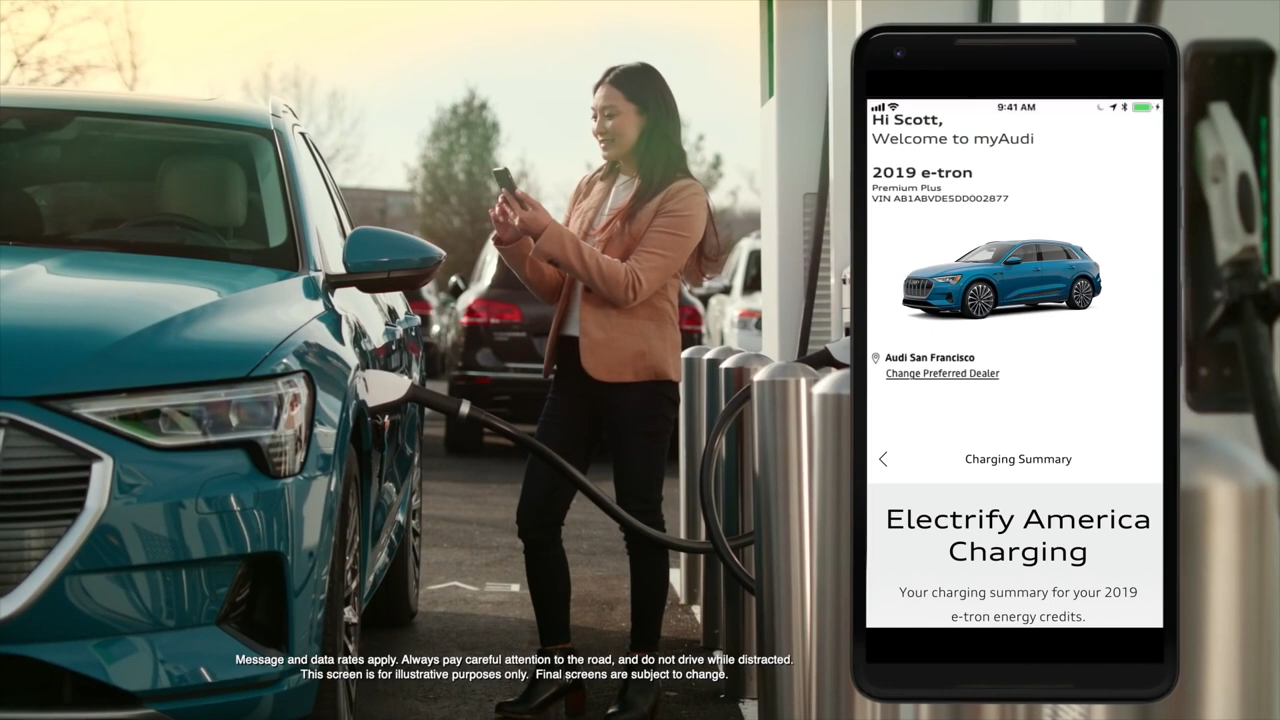 9:41 AM
Hi Scott,
Welcome to myAudi
2019 e-tron
Premium Plus
VIN AB1ABVDESDD002877
Audi San Francisco
Change Preferred Dealer
Charging Summary
Electrify America
Charging
Your charging summary for your 2019
e-tron energy credits.
Message and data rates apply. Always pay careful attention to the road, and do not drive while distracted.
This screen is for illustrative purposes only. Final screens are subject to change.